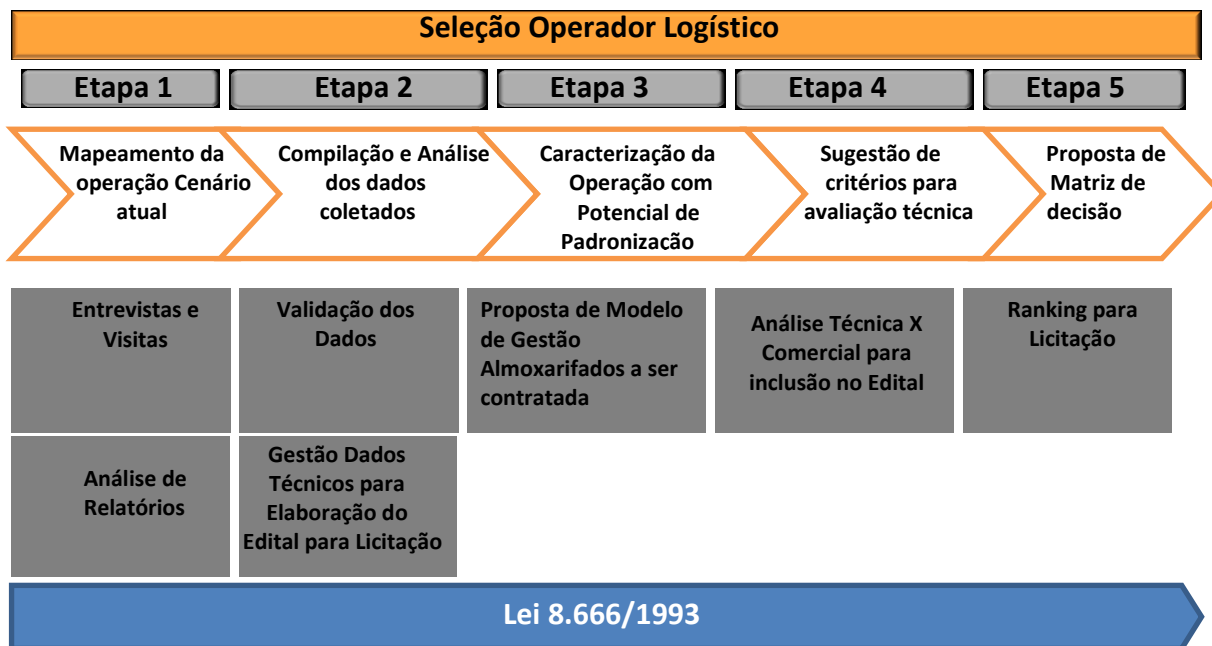 Seleção Operador Logístico
Etapa 1
Etapa 2
Etapa 3
Etapa 4
Etapa 5
Mapeamento da
operação Cenário
atual
Compilação e Análise
dos dados
coletados
Caracterização da
Operação com
Potencial de
Padronização
Sugestão de
critérios para
avaliação técnica
Proposta de
Matriz de
decisão
Entrevistas e
Visitas
Validação dos
Dados
Proposta de Modelo
de Gestão
Almoxarifados a ser
contratada
Análise Técnica X
Comercial para
inclusão no Edital
Ranking para
Licitação
Análise de
Relatórios
Gestão Dados
Técnicos para
Elaboração do
Edital para Licitação
Lei 8.666/1993